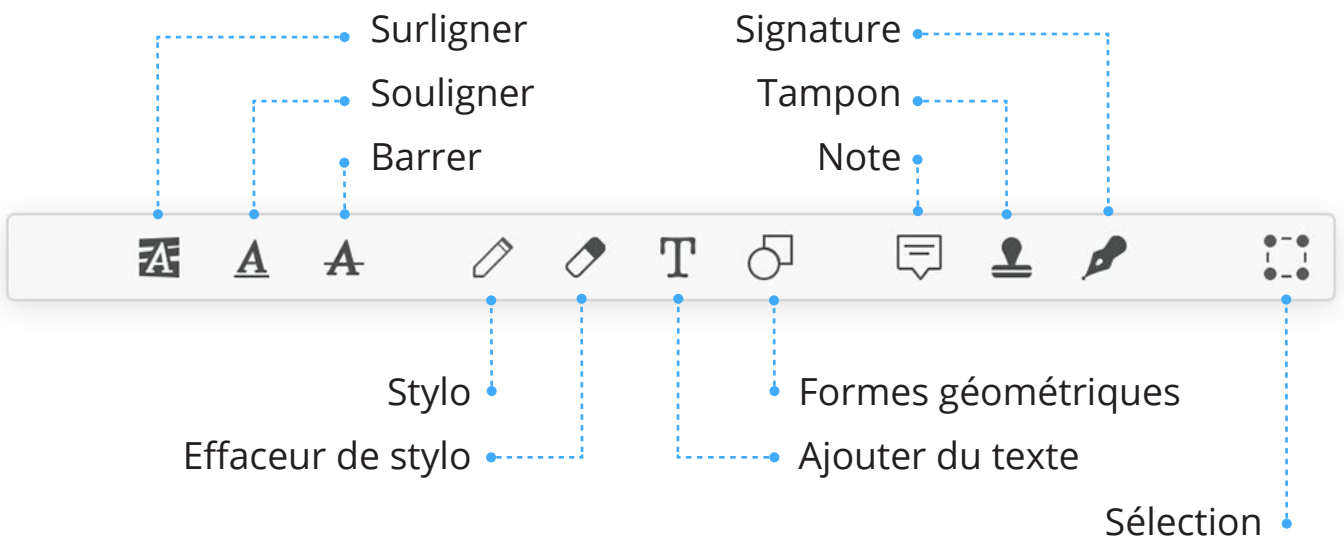 Surligner
Souligner
Barrer
Signature
Tampon
Note
A
A
A
T
Stylo
Effaceur de stylo
Formes géométriques
Ajouter du texte
Sélection